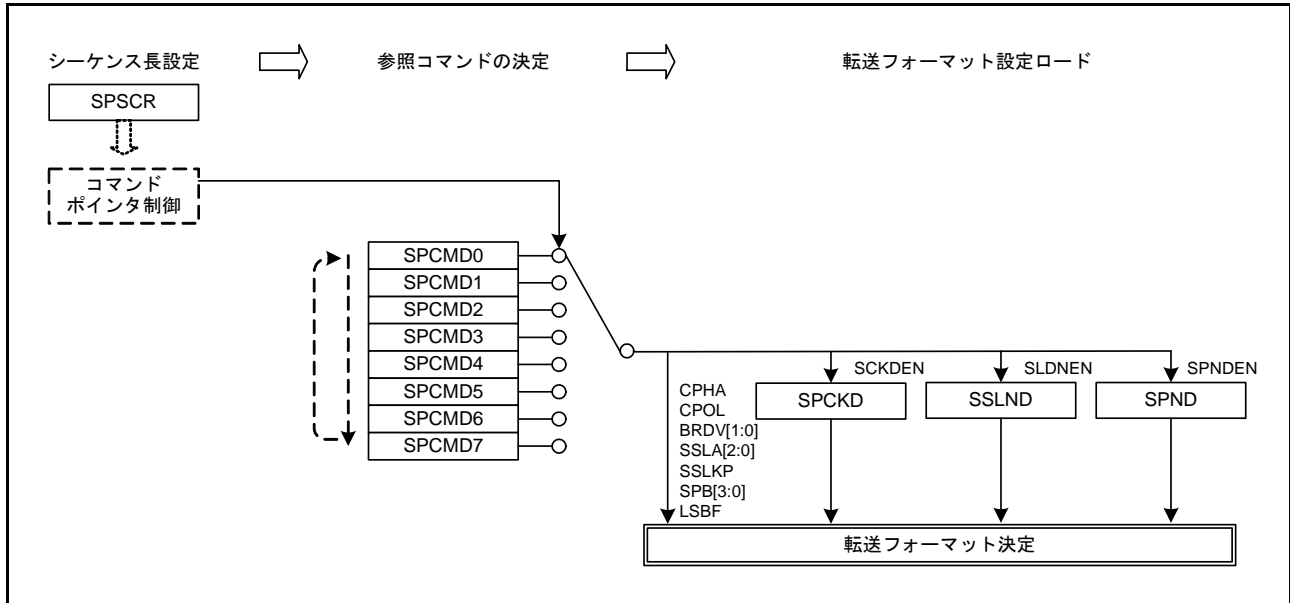 シーケンス長設定
参照コマンドの決定
転送フォーマット設定ロード
SPSCR
コマンド
ポインタ制御
SPCMD0
SPCMD1
SPCMD2
SPCMD3
SPCMD4
SPCMD5
SPCMD6
SPCMD7
CPHA
CPOL
BRDV[1:0]
SSLA[2:0]
SSLKP
SPB[3:0]
LSBF
SCKDEN
SPCKD
SLDNEN
SSLND
SPNDEN
SPND
転送フォーマット決定